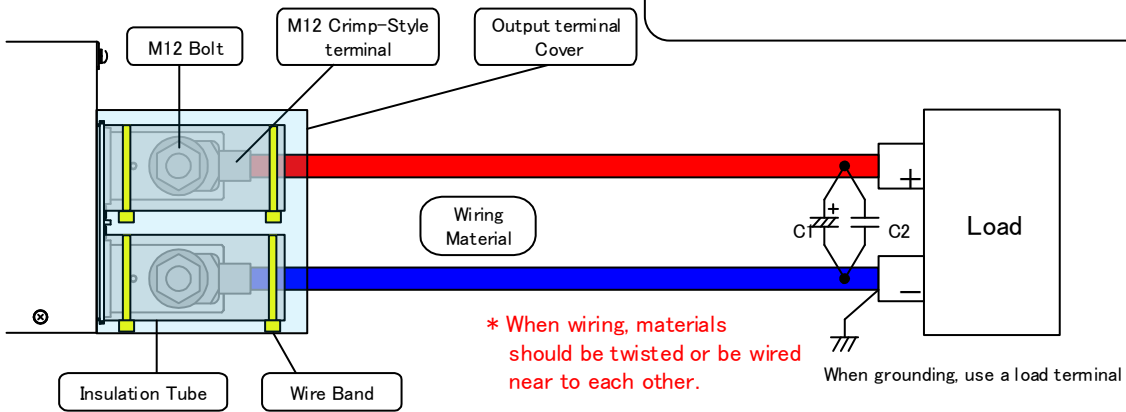 M12 Bolt
M12 Crimp-Style
terminal
Output terminal
Cover
Wiring
Material
+
C1
C2
+
−
Load
* When wiring, materials
should be twisted or be wired
near to each other.
When grounding, use a load terminal
Insulation Tube
Wire Band